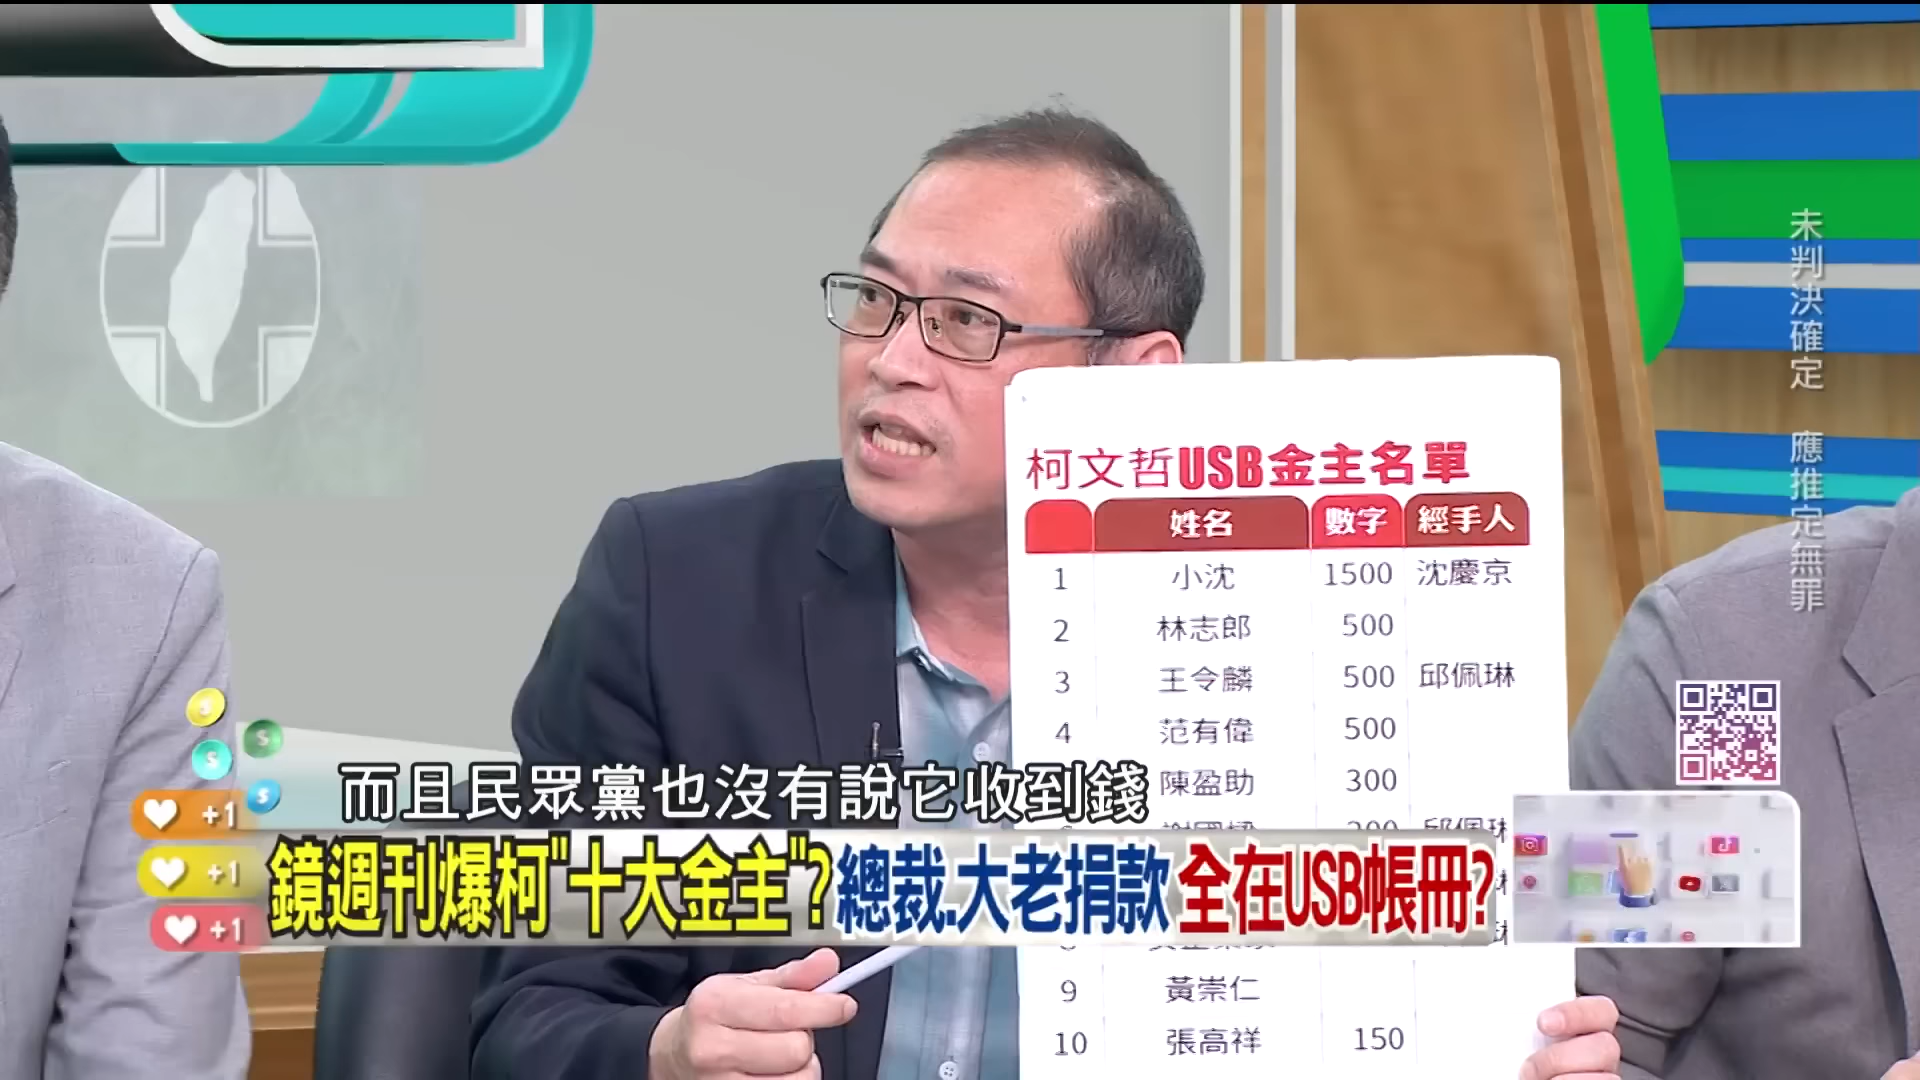 未判決確定 應推定無罪
柯文哲USB金主名單
姓名 數字 經手人
1 小沈 1500 沈慶京
2 林志郎 500
3 王令麟 500 邱佩琳
4 范有偉 500
陳盈助 300
9 黃崇仁
10 張高祥 150
而且民眾黨也沒有說它收到錢
鏡週刊爆柯"十大金主"?總裁.大老捐款 全在USB帳冊?
+1
+1
+1